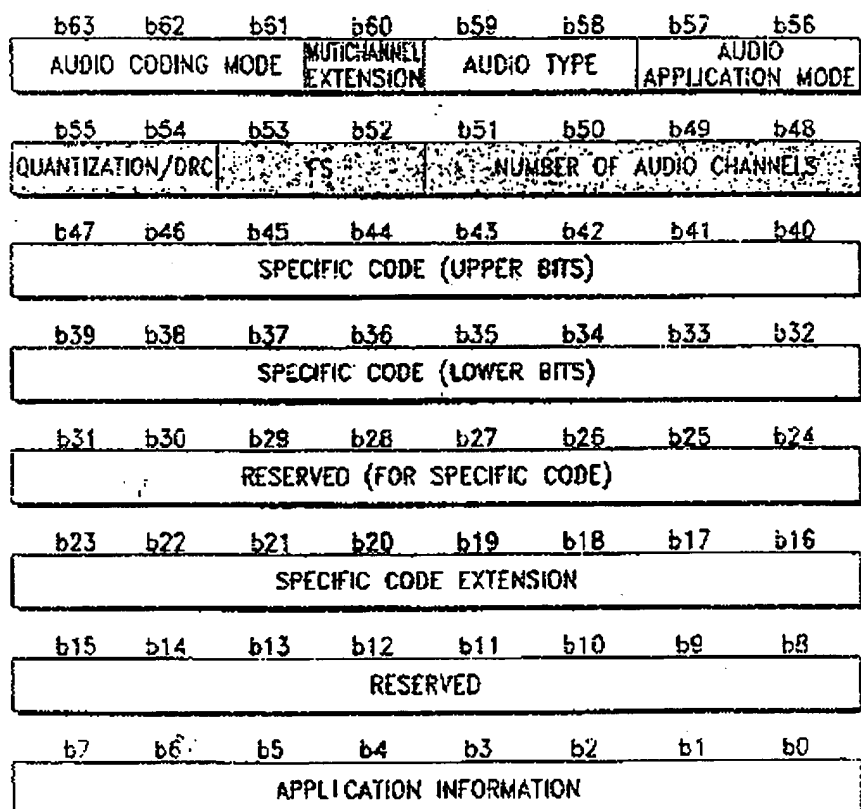 b63 b62 b61 b60 b59 b58 b57 b56
AUDIO CODING MODE MUTICHANNEL EXTENSION AUDIO TYPE AUDIO APPLICATION MODE
b55 b54 b53 b52 b51 b50 b49 b48
QUANTIZATION/DRC FS NUMBER OF AUDIO CHANNELS
b47 b46 b45 b44 b43 b42 b41 b40
SPECIFIC CODE (UPPER BITS)
b39 b38 b37 b36 b35 b34 b33 b32
SPECIFIC CODE (LOWER BITS)
b31 b30 b29 b28 b27 b26 b25 b24
RESERVED (FOR SPECIFIC CODE)
b23 b22 b21 b20 b19 b18 b17 b16
SPECIFIC CODE EXTENSION
b15 b14 b13 b12 b11 b10 b9 b8
RESERVED
b7 b6 b5 b4 b3 b2 b1 b0
APPLICATION INFORMATION